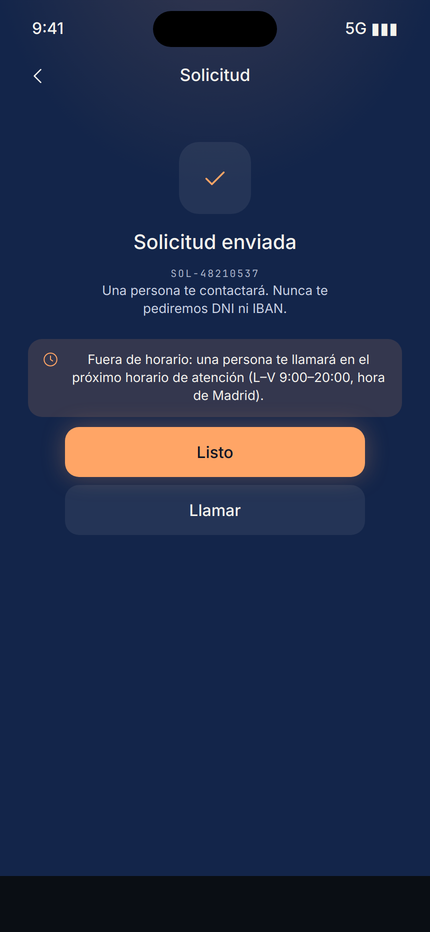 9:41
5G
Solicitud
Solicitud enviada
SOL-48210537
Una persona te contactará. Nunca te
pediremos DNI ni IBAN.
Fuera de horario: una persona te llamará en el
próximo horario de atención (L–V 9:00–20:00, hora
de Madrid).
Listo
Llamar